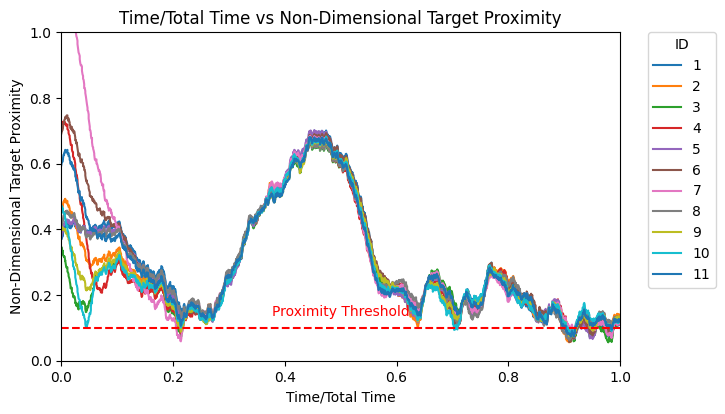 Time/Total Time vs Non-Dimensional Target Proximity
Non-Dimensional Target Proximity
1.0
0.8
0.6
0.4
0.2
0.0
Proximity Threshold
0.0 0.2 0.4 0.6 0.8 1.0
Time/Total Time
ID
1
2
3
4
5
6
7
8
9
10
11